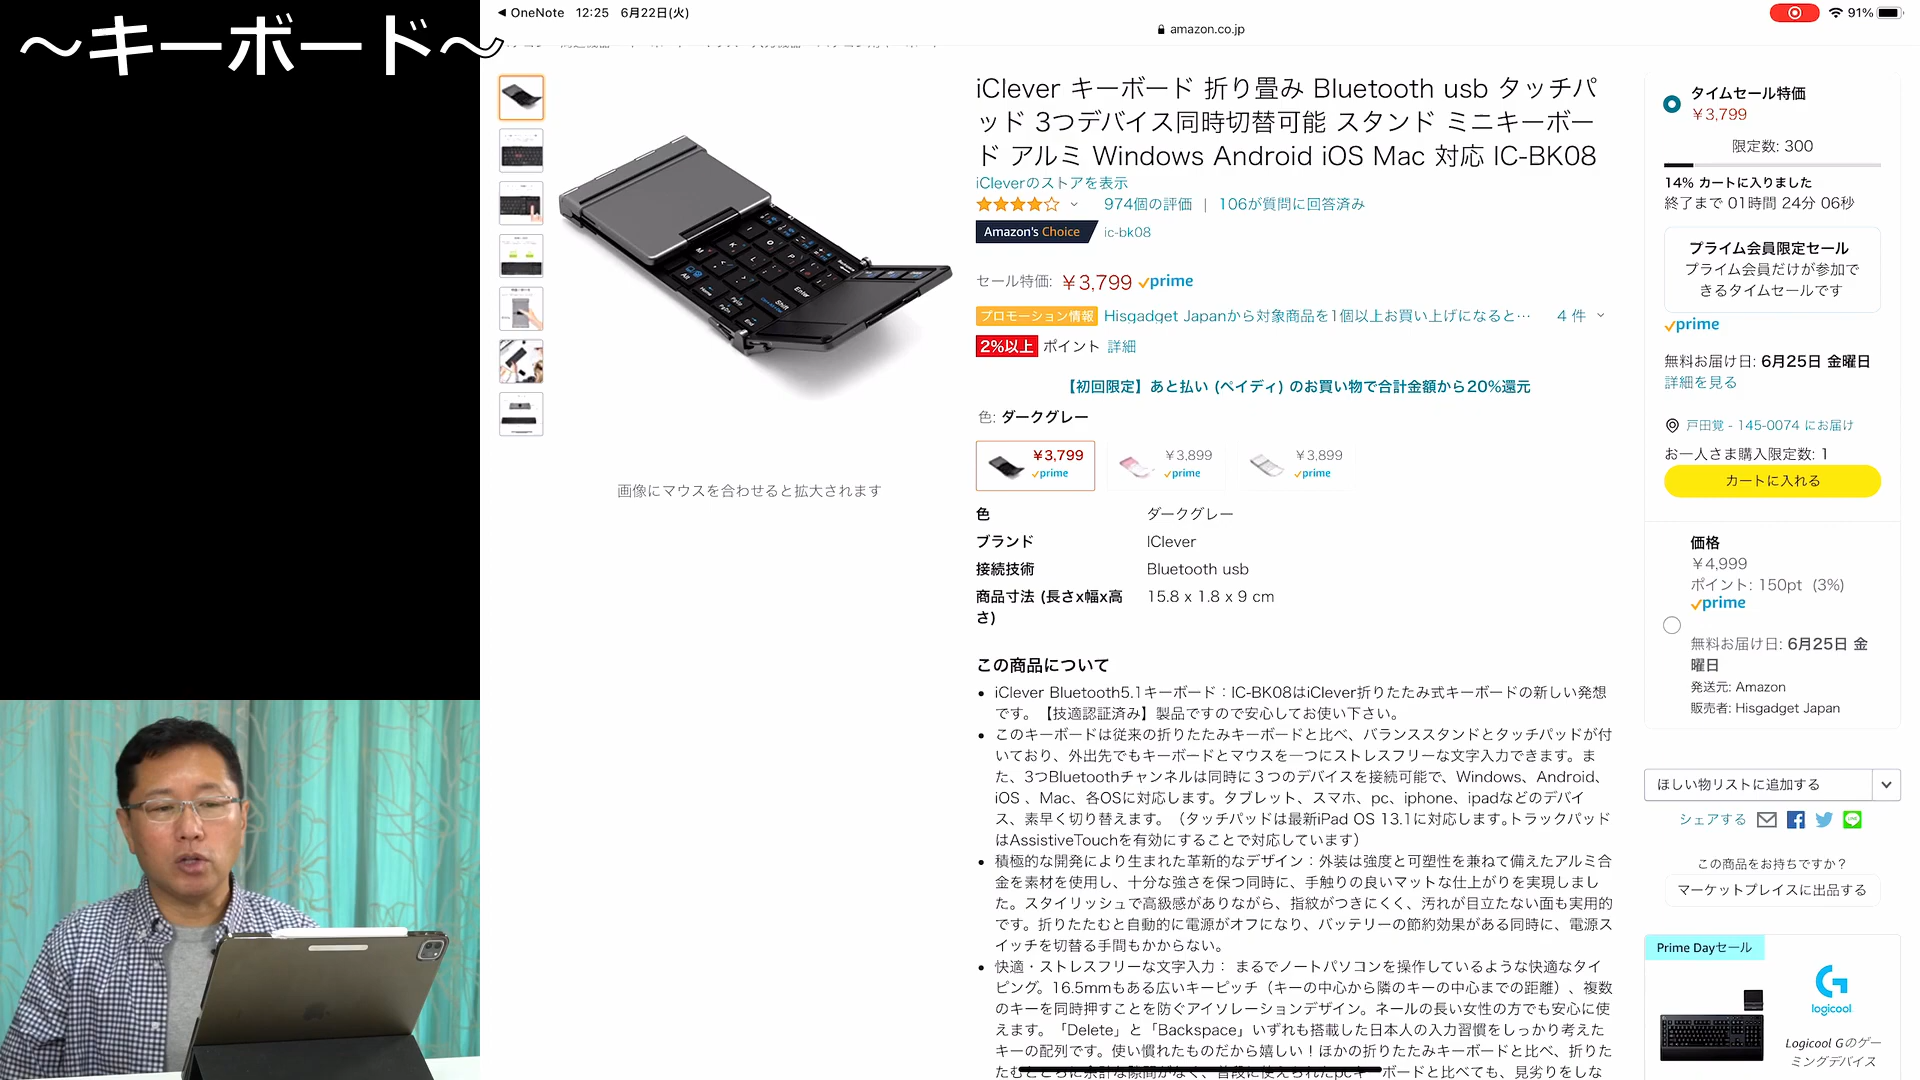 ～キーボード～
◀ OneNote 12:25 6月22日(火)
91%
amazon.co.jp
iClever キーボード 折り畳み Bluetooth usb タッチパ
ッド 3つデバイス同時切替可能 スタンド ミニキーボー
ド アルミ Windows Android iOS Mac 対応 IC-BK08
iCleverのストアを表示
974個の評価 | 106が質問に回答済み
Amazon's Choice ic-bk08
セール特価: ￥3,799 prime
プロモーション情報 Hisgadget Japanから対象商品を1個以上お買い上げになると… 4 件
2%以上 ポイント 詳細
【初回限定】あと払い (ペイディ) のお買い物で合計金額から20%還元
色: ダークグレー
￥3,799 prime
￥3,899 prime
￥3,899 prime
画像にマウスを合わせると拡大されます
色 ダークグレー
ブランド IClever
接続技術 Bluetooth usb
商品寸法 (長さx幅x高 15.8 x 1.8 x 9 cm
さ)
この商品について
iClever Bluetooth5.1キーボード：IC-BK08はiClever折りたたみ式キーボードの新しい発想
です。【技適認証済み】製品ですので安心してお使い下さい。
このキーボードは従来の折りたたみキーボードと比べ、バランススタンドとタッチパッドが付
いており、外出先でもキーボードとマウスを一つにストレスフリーな文字入力できます。ま
た、3つBluetoothチャンネルは同時に３つのデバイスを接続可能で、Windows、Android、
iOS 、Mac、各OSに対応します。タブレット、スマホ、pc、iphone、ipadなどのデバイ
ス、素早く切り替えます。（タッチパッドは最新iPad OS 13.1に対応します。トラックパッド
はAssistiveTouchを有効にすることで対応しています）
積極的な開発により生まれた革新的なデザイン：外装は強度と可塑性を兼ねて備えたアルミ合
金を素材を使用し、十分な強さを保つ同時に、手触りの良いマットな仕上がりを実現しまし
た。スタイリッシュで高級感がありながら、指紋がつきにくく、汚れが目立たない面も実用的
です。折りたたむと自動的に電源がオフになり、バッテリーの節約効果がある同時に、電源ス
イッチを切替る手間もかからない。
快適・ストレスフリーな文字入力： まるでノートパソコンを操作しているような快適なタイ
ピング。16.5mmもある広いキーピッチ（キーの中心から隣のキーの中心までの距離）、複数
のキーを同時押すことを防ぐアイソレーションデザイン。ネールの長い女性の方でも安心に使
えます。「Delete」と「Backspace」いずれも搭載した日本人の入力習慣をしっかり考えた
キーの配列です。使い慣れたものだから嬉しい！ほかの折りたたみキーボードと比べ、折りた
ボードと比べても、見劣りをしな
タイムセール特価
￥3,799
限定数: 300
14% カートに入りました
終了まで 01時間 24分 06秒
プライム会員限定セール
プライム会員だけが参加で
きるタイムセールです
prime
無料お届け日: 6月25日 金曜日
詳細を見る
戸田覚 - 145-0074 にお届け
お一人さま購入限定数: 1
カートに入れる
価格
￥4,999
ポイント: 150pt (3%)
prime
無料お届け日: 6月25日 金
曜日
発送元: Amazon
販売者: Hisgadget Japan
ほしい物リストに追加する
シェアする
この商品をお持ちですか？
マーケットプレイスに出品する
Prime Dayセール
logicool
Logicool Gのゲー
ミングデバイス